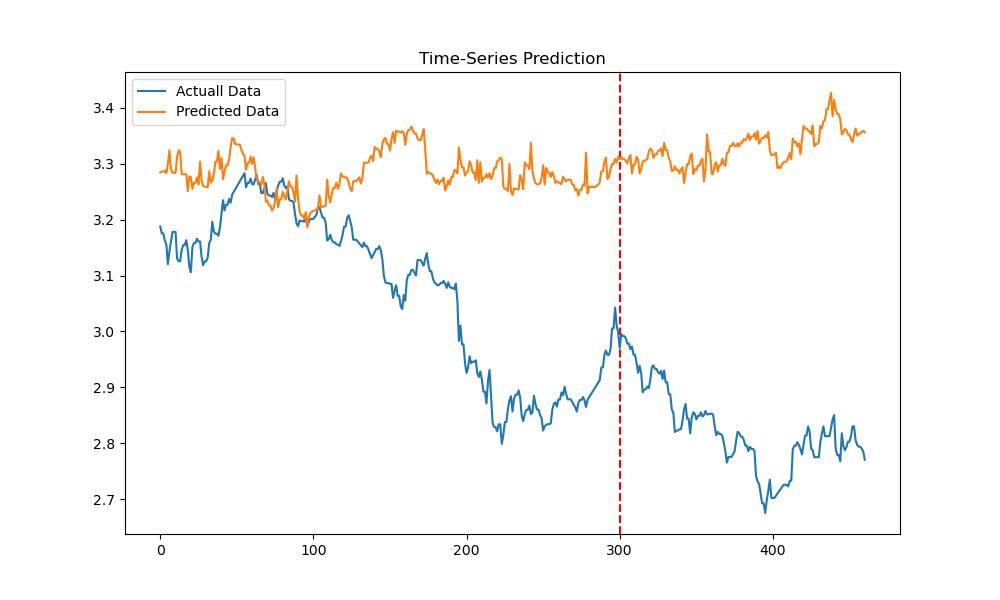 Time-Series Prediction
Actuall Data
Predicted Data
3.4
3.3
3.2
3.1
3.0
2.9
2.8
2.7
0 100 200 300 400